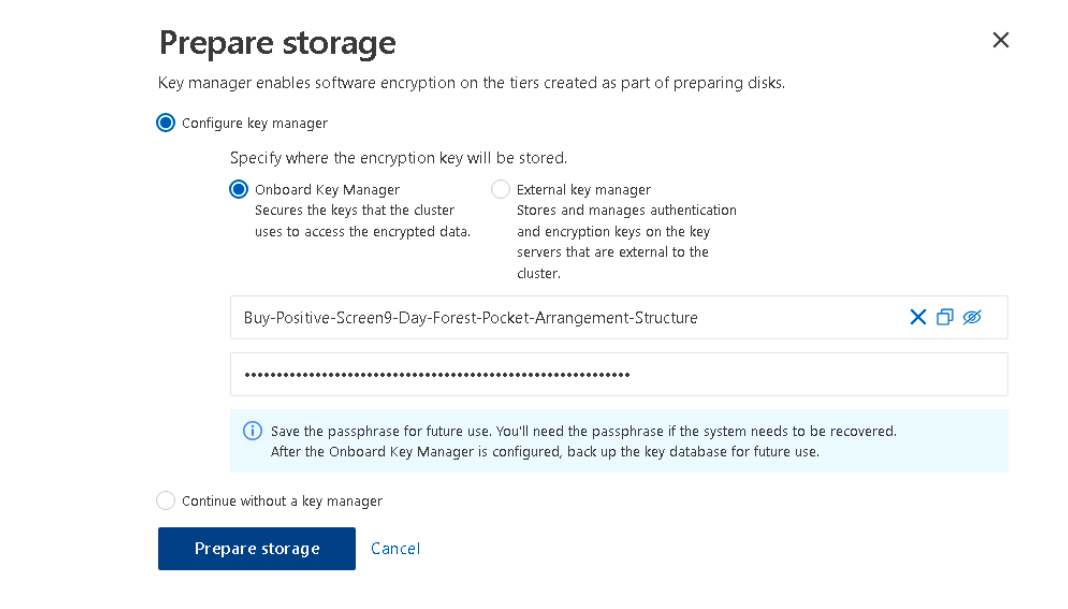 Prepare storage
Key manager enables software encryption on the tiers created as part of preparing disks.
Configure key manager
Specify where the encryption key will be stored.
Onboard Key Manager
Secures the keys that the cluster
uses to access the encrypted data.
External key manager
Stores and manages authentication
and encryption keys on the key
servers that are external to the
cluster.
Buy-Positive-Screen9-Day-Forest-Pocket-Arrangement-Structure
Save the passphrase for future use. You'll need the passphrase if the system needs to be recovered.
After the Onboard Key Manager is configured, back up the key database for future use.
Continue without a key manager
Prepare storage
Cancel